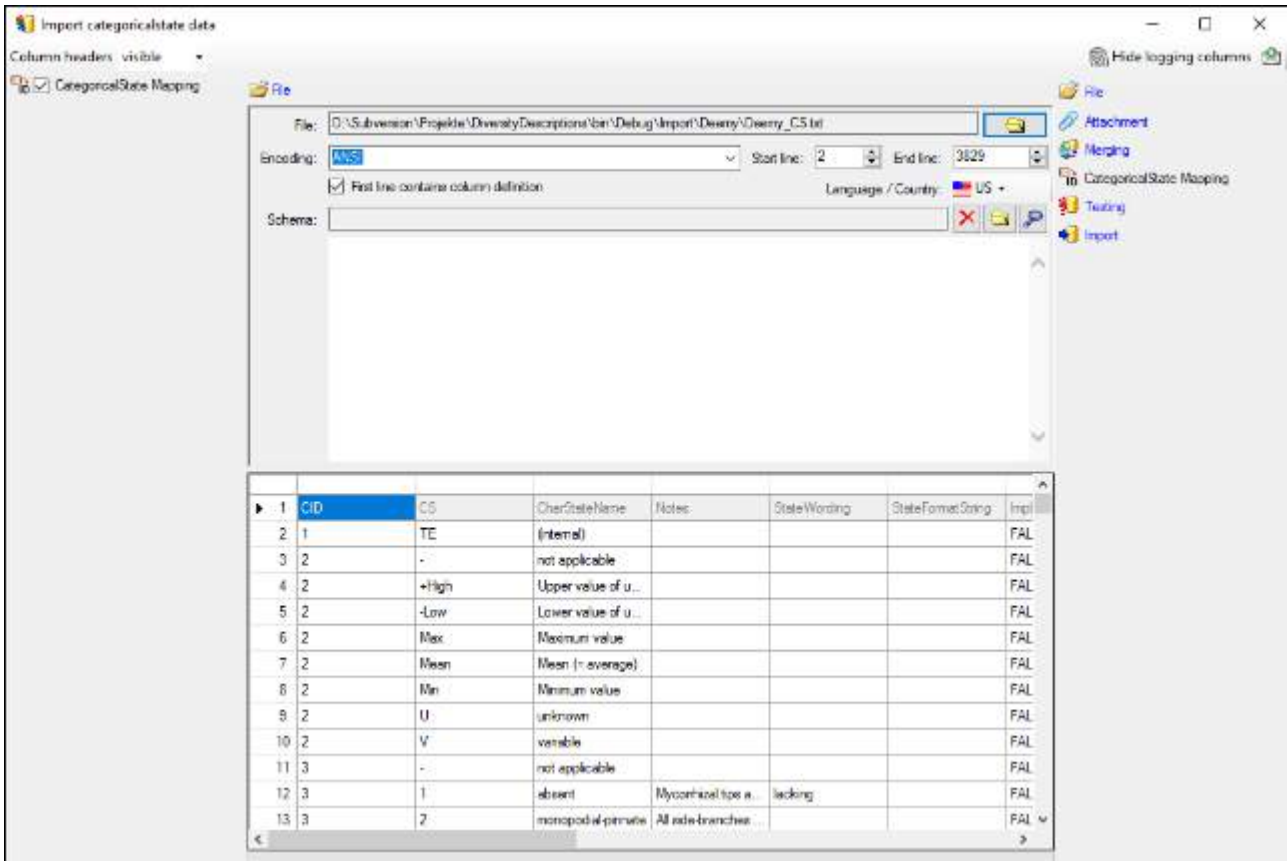 Import categoricalstate data
Column headers visible
Hide logging columns
CategoricalState Mapping
File
File:
D:\Subversion\Projekte\DiversityDescriptions\bin\Debug\Import\Deemy\Deemy_CS.txt
Encoding: ANSI
Start line: 2
End line: 3829
First line contains column definition
Language / Country: US
Schema:
File
Attachment
Merging
CategoricalState Mapping
Testing
Import
1 CID CS CharStateName Notes StateWording StateFormatString Impl
2 1 TE (internal) FAL
3 2 - not applicable FAL
4 2 +High Upper value of u... FAL
5 2 -Low Lower value of u... FAL
6 2 Max Maximum value FAL
7 2 Mean Mean (= average) FAL
8 2 Min Minimum value FAL
9 2 U unknown FAL
10 2 V variable FAL
11 3 - not applicable FAL
12 3 1 absent Mycorrhizal tips a... lacking FAL
13 3 2 monopodial-pinnate All side-branches ... FAL